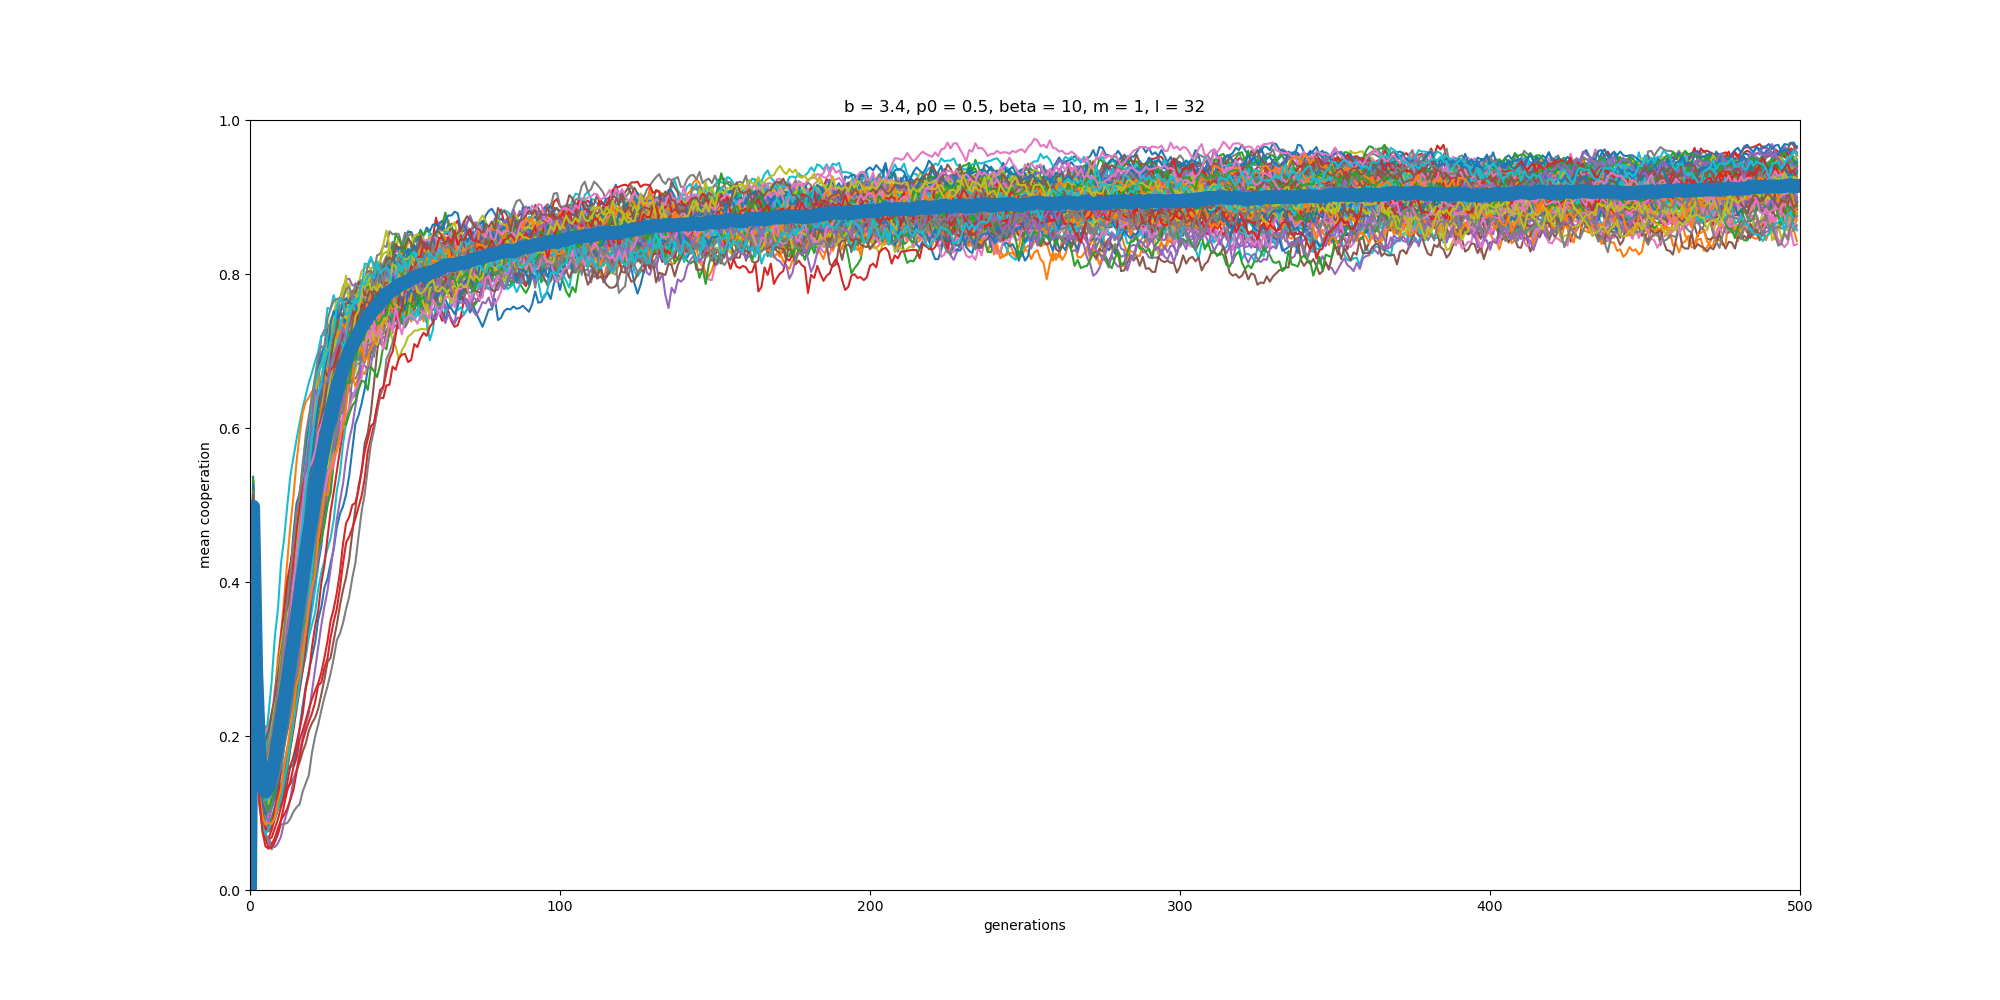 b = 3.4, p0 = 0.5, beta = 10, m = 1, l = 32
1.0
0.8
0.6
0.4
0.2
0.0
mean cooperation
0 100 200 300 400 500
generations